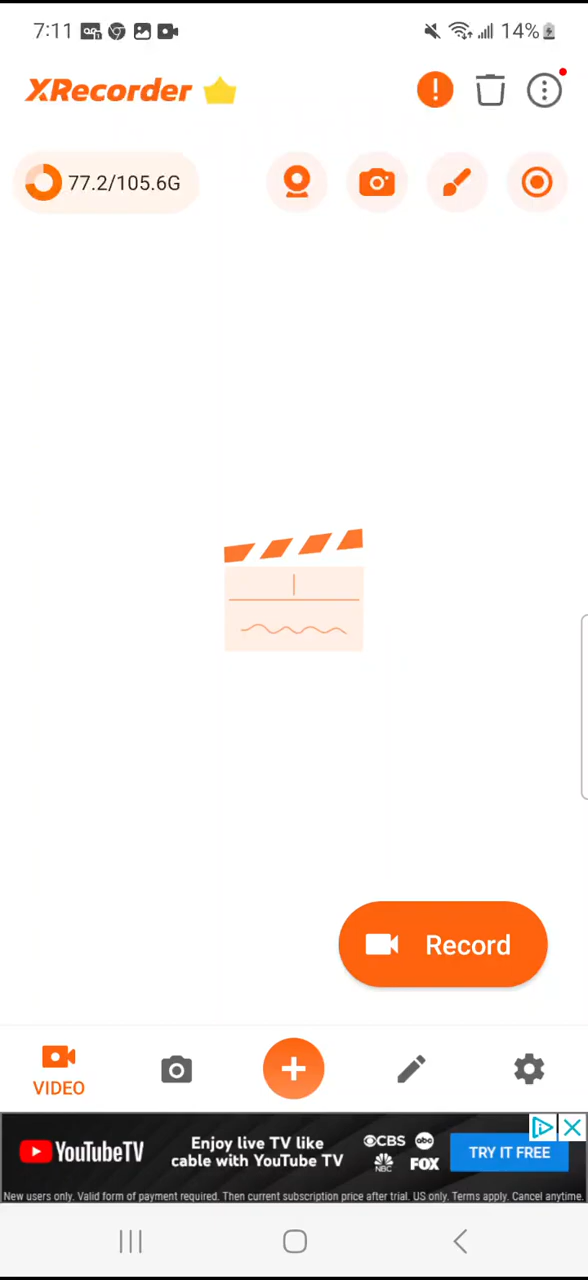 7:11
14%
XRecorder
77.2/105.6G
Record
VIDEO
YouTubeTV
Enjoy live TV like
cable with YouTube TV
CBS abc
NBC FOX
TRY IT FREE
New users only. Valid form of payment required. Then current subscription price after trial. US only. Terms apply. Cancel anytime.